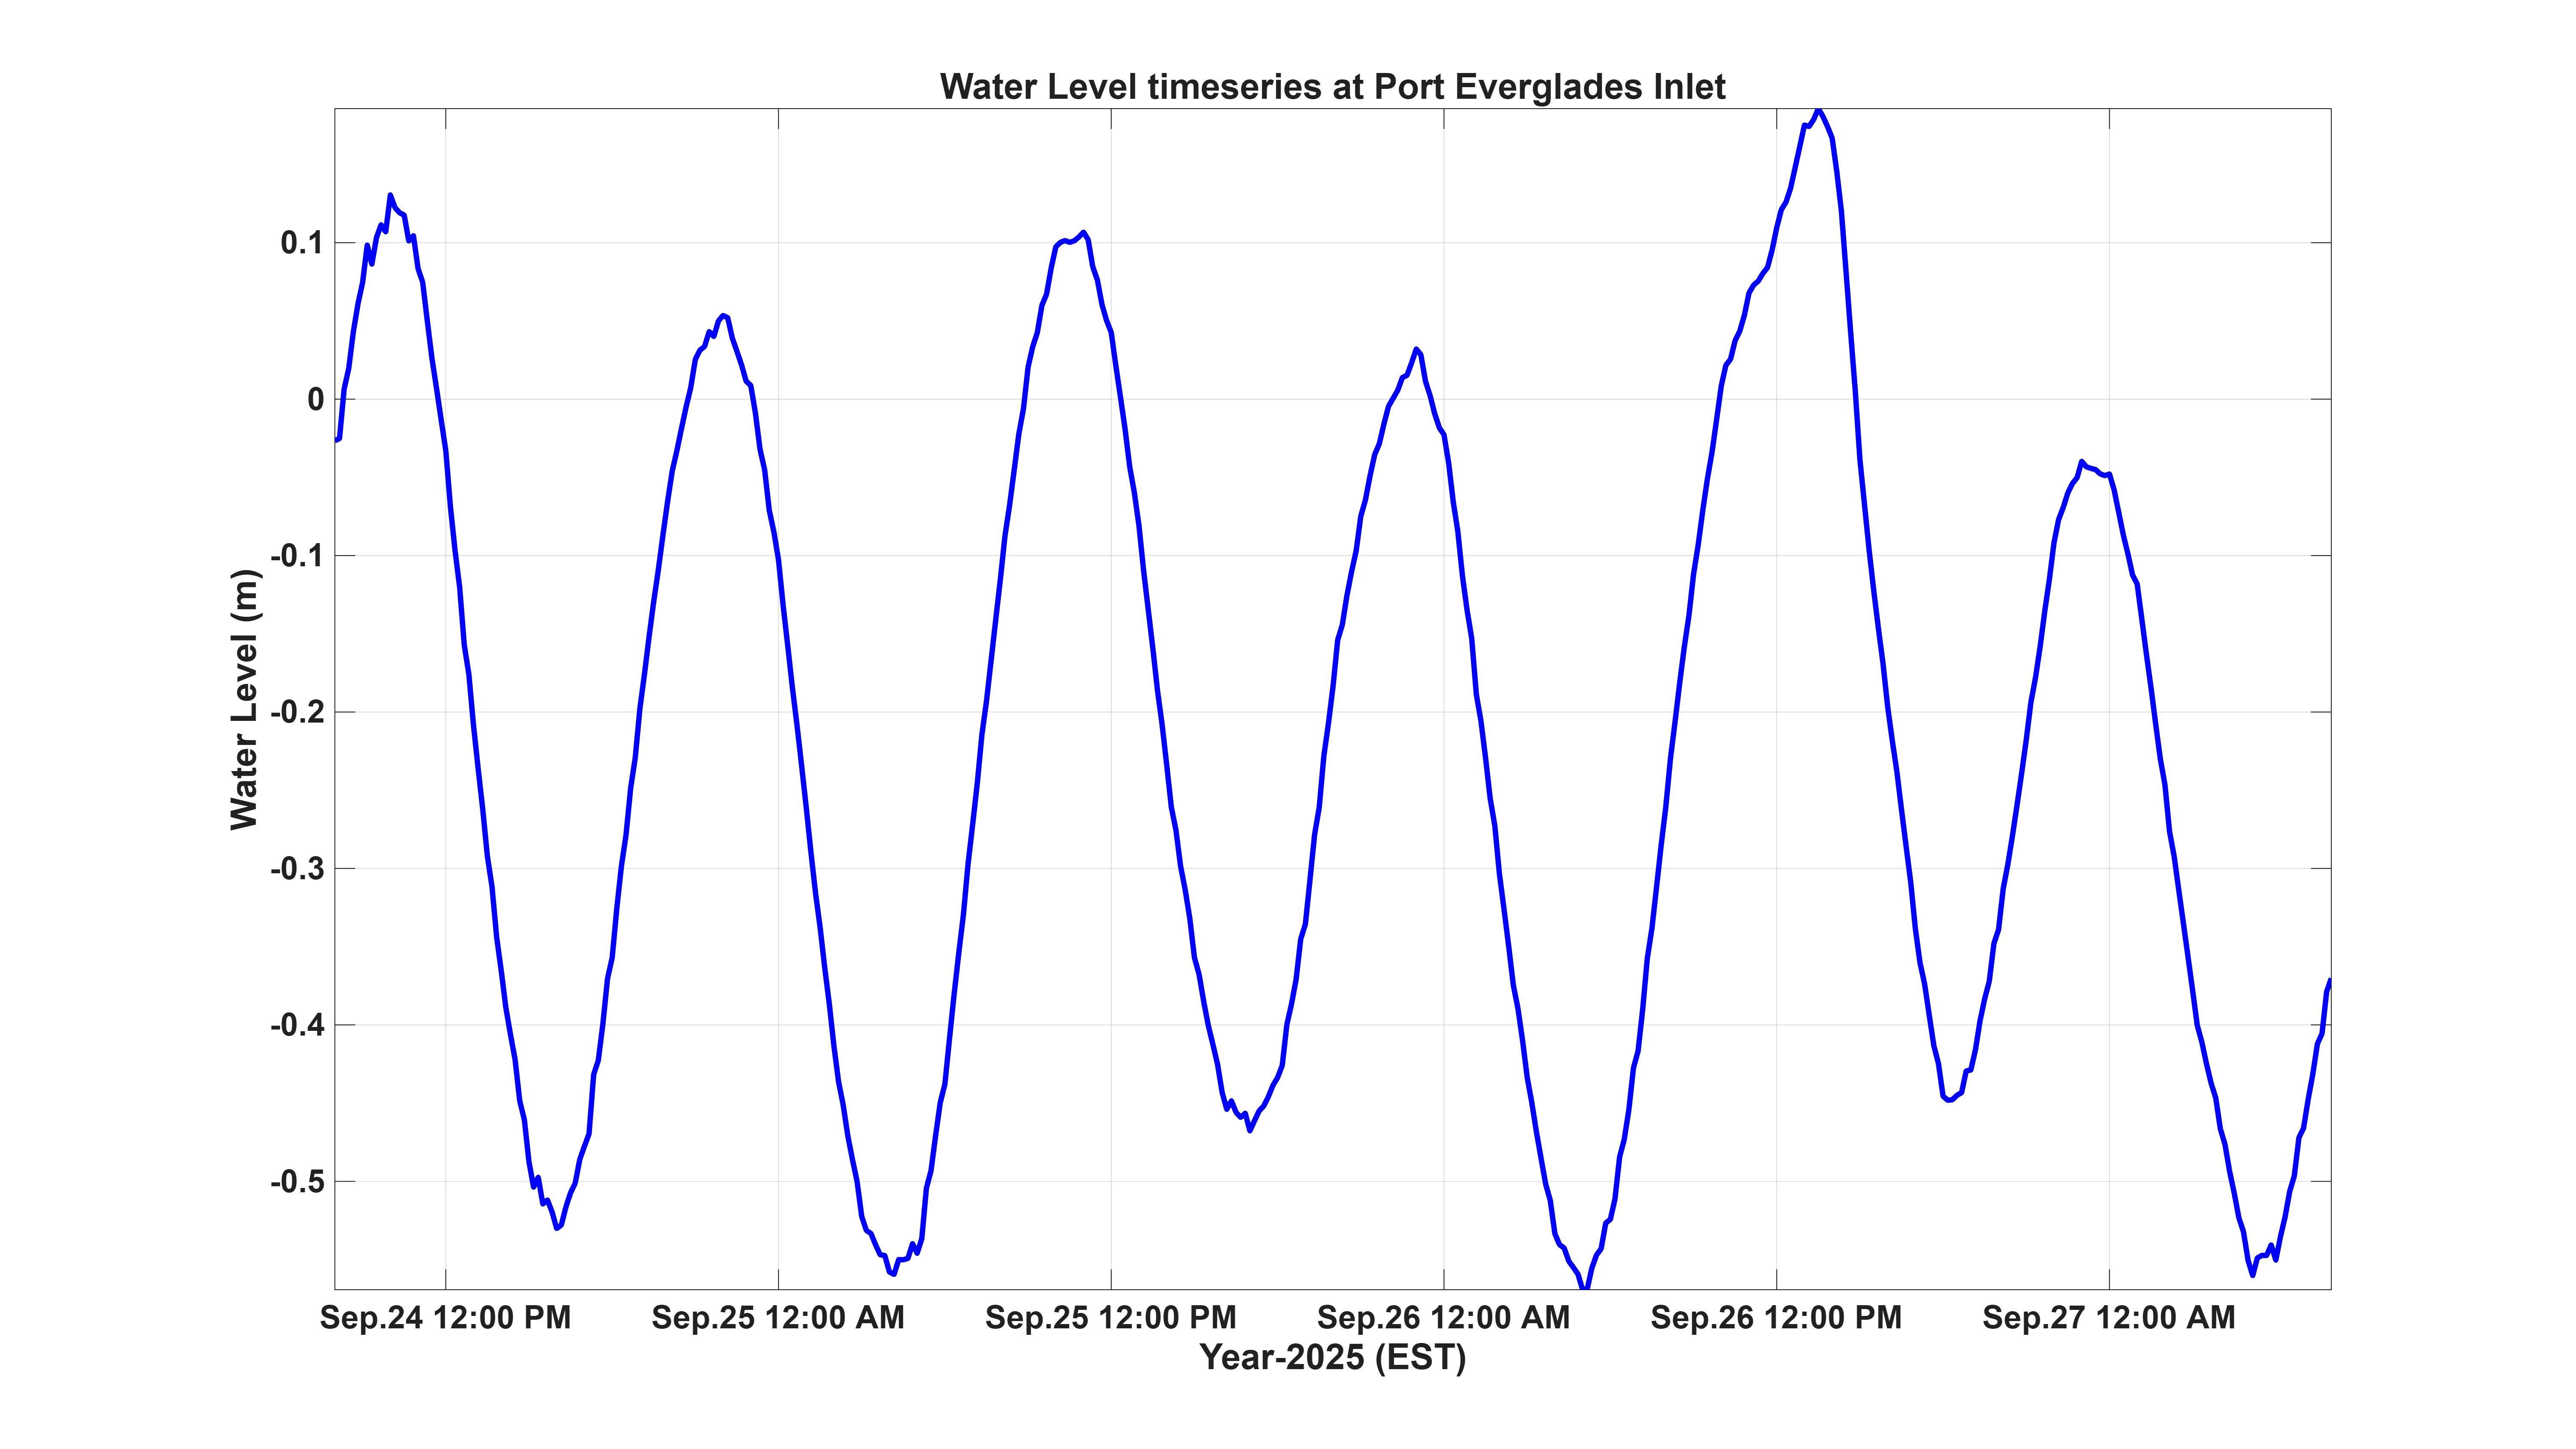 Water Level timeseries at Port Everglades Inlet
Water Level (m)
0.1
0
-0.1
-0.2
-0.3
-0.4
-0.5
Sep.24 12:00 PM Sep.25 12:00 AM Sep.25 12:00 PM Sep.26 12:00 AM Sep.26 12:00 PM Sep.27 12:00 AM
Year-2025 (EST)